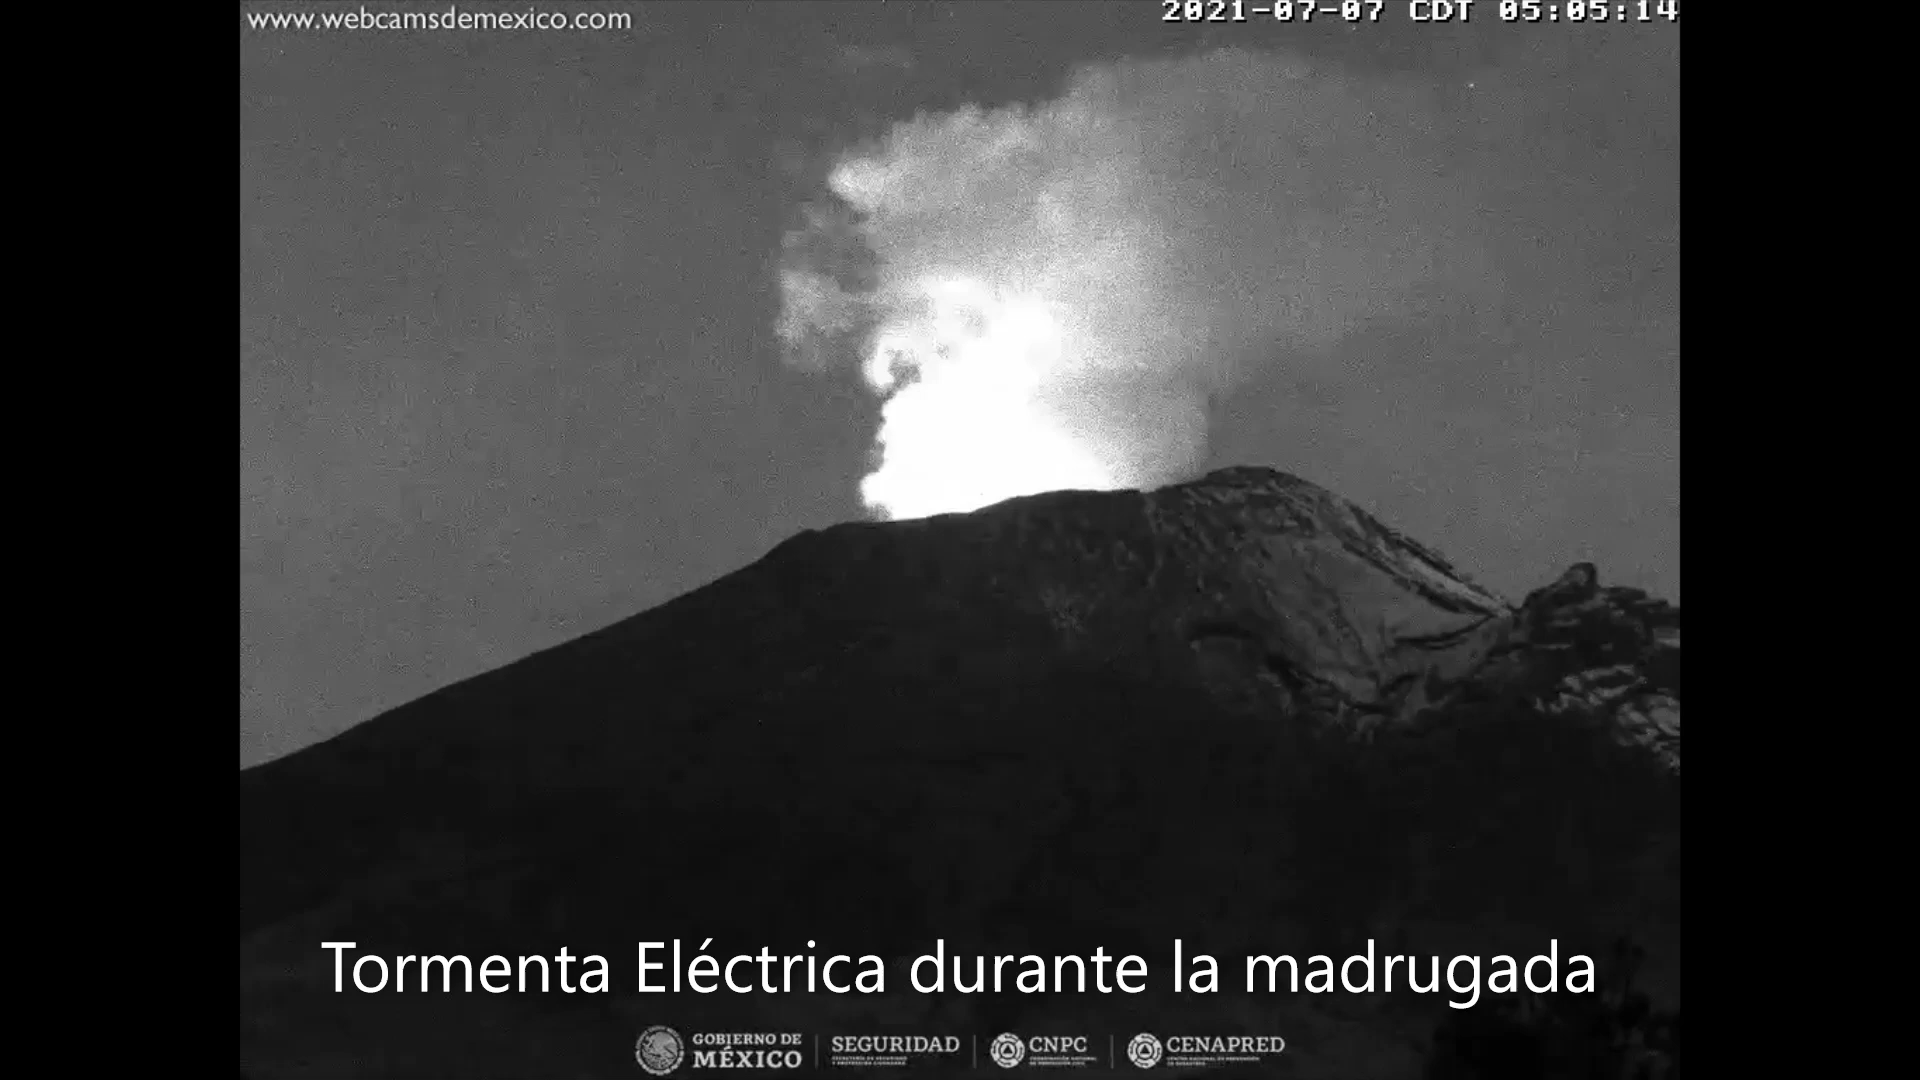 www.webcamsdemexico.com
2021-07-07 CDT 05:05:14
Tormenta Eléctrica durante la madrugada
GOBIERNO DE
MÉXICO
SEGURIDAD
CNPC
CENAPRED